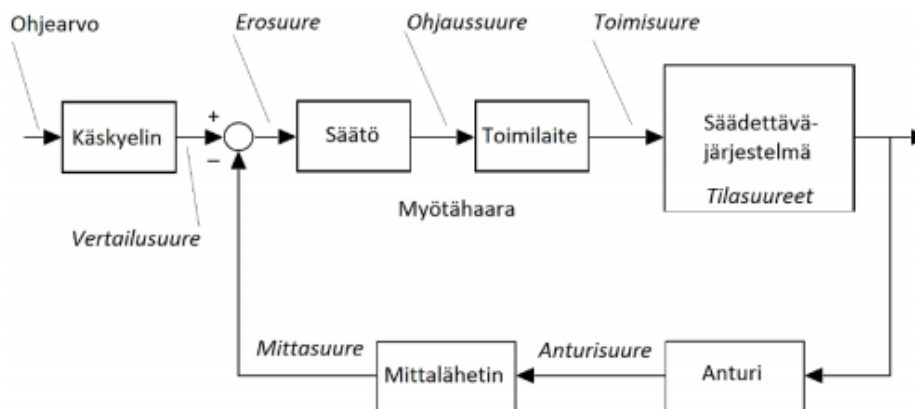 Ohjearvo
Erosuure
Ohjaussuure
Toimisuure
+
Käskyelin
Säätö
Toimilaite
Säädettävä-
järjestelmä
Tilasuureet
–
Myötähaara
Vertailusuure
Mittasuure
Mittalähetin
Anturisuure
Anturi